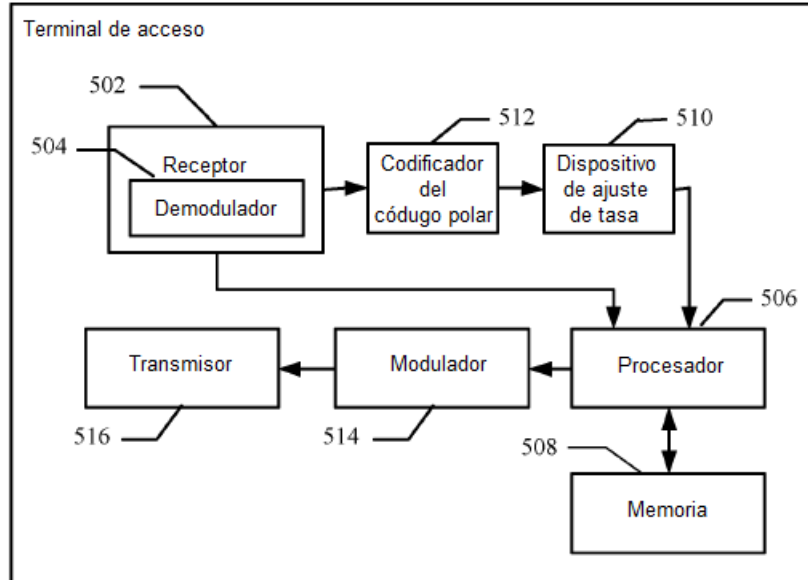 Terminal de acceso
502
512
510
504
Receptor
Demodulador
Codificador
del
códugo polar
Dispositivo
de ajuste
de tasa
506
Transmisor
Modulador
Procesador
516
514
508
Memoria